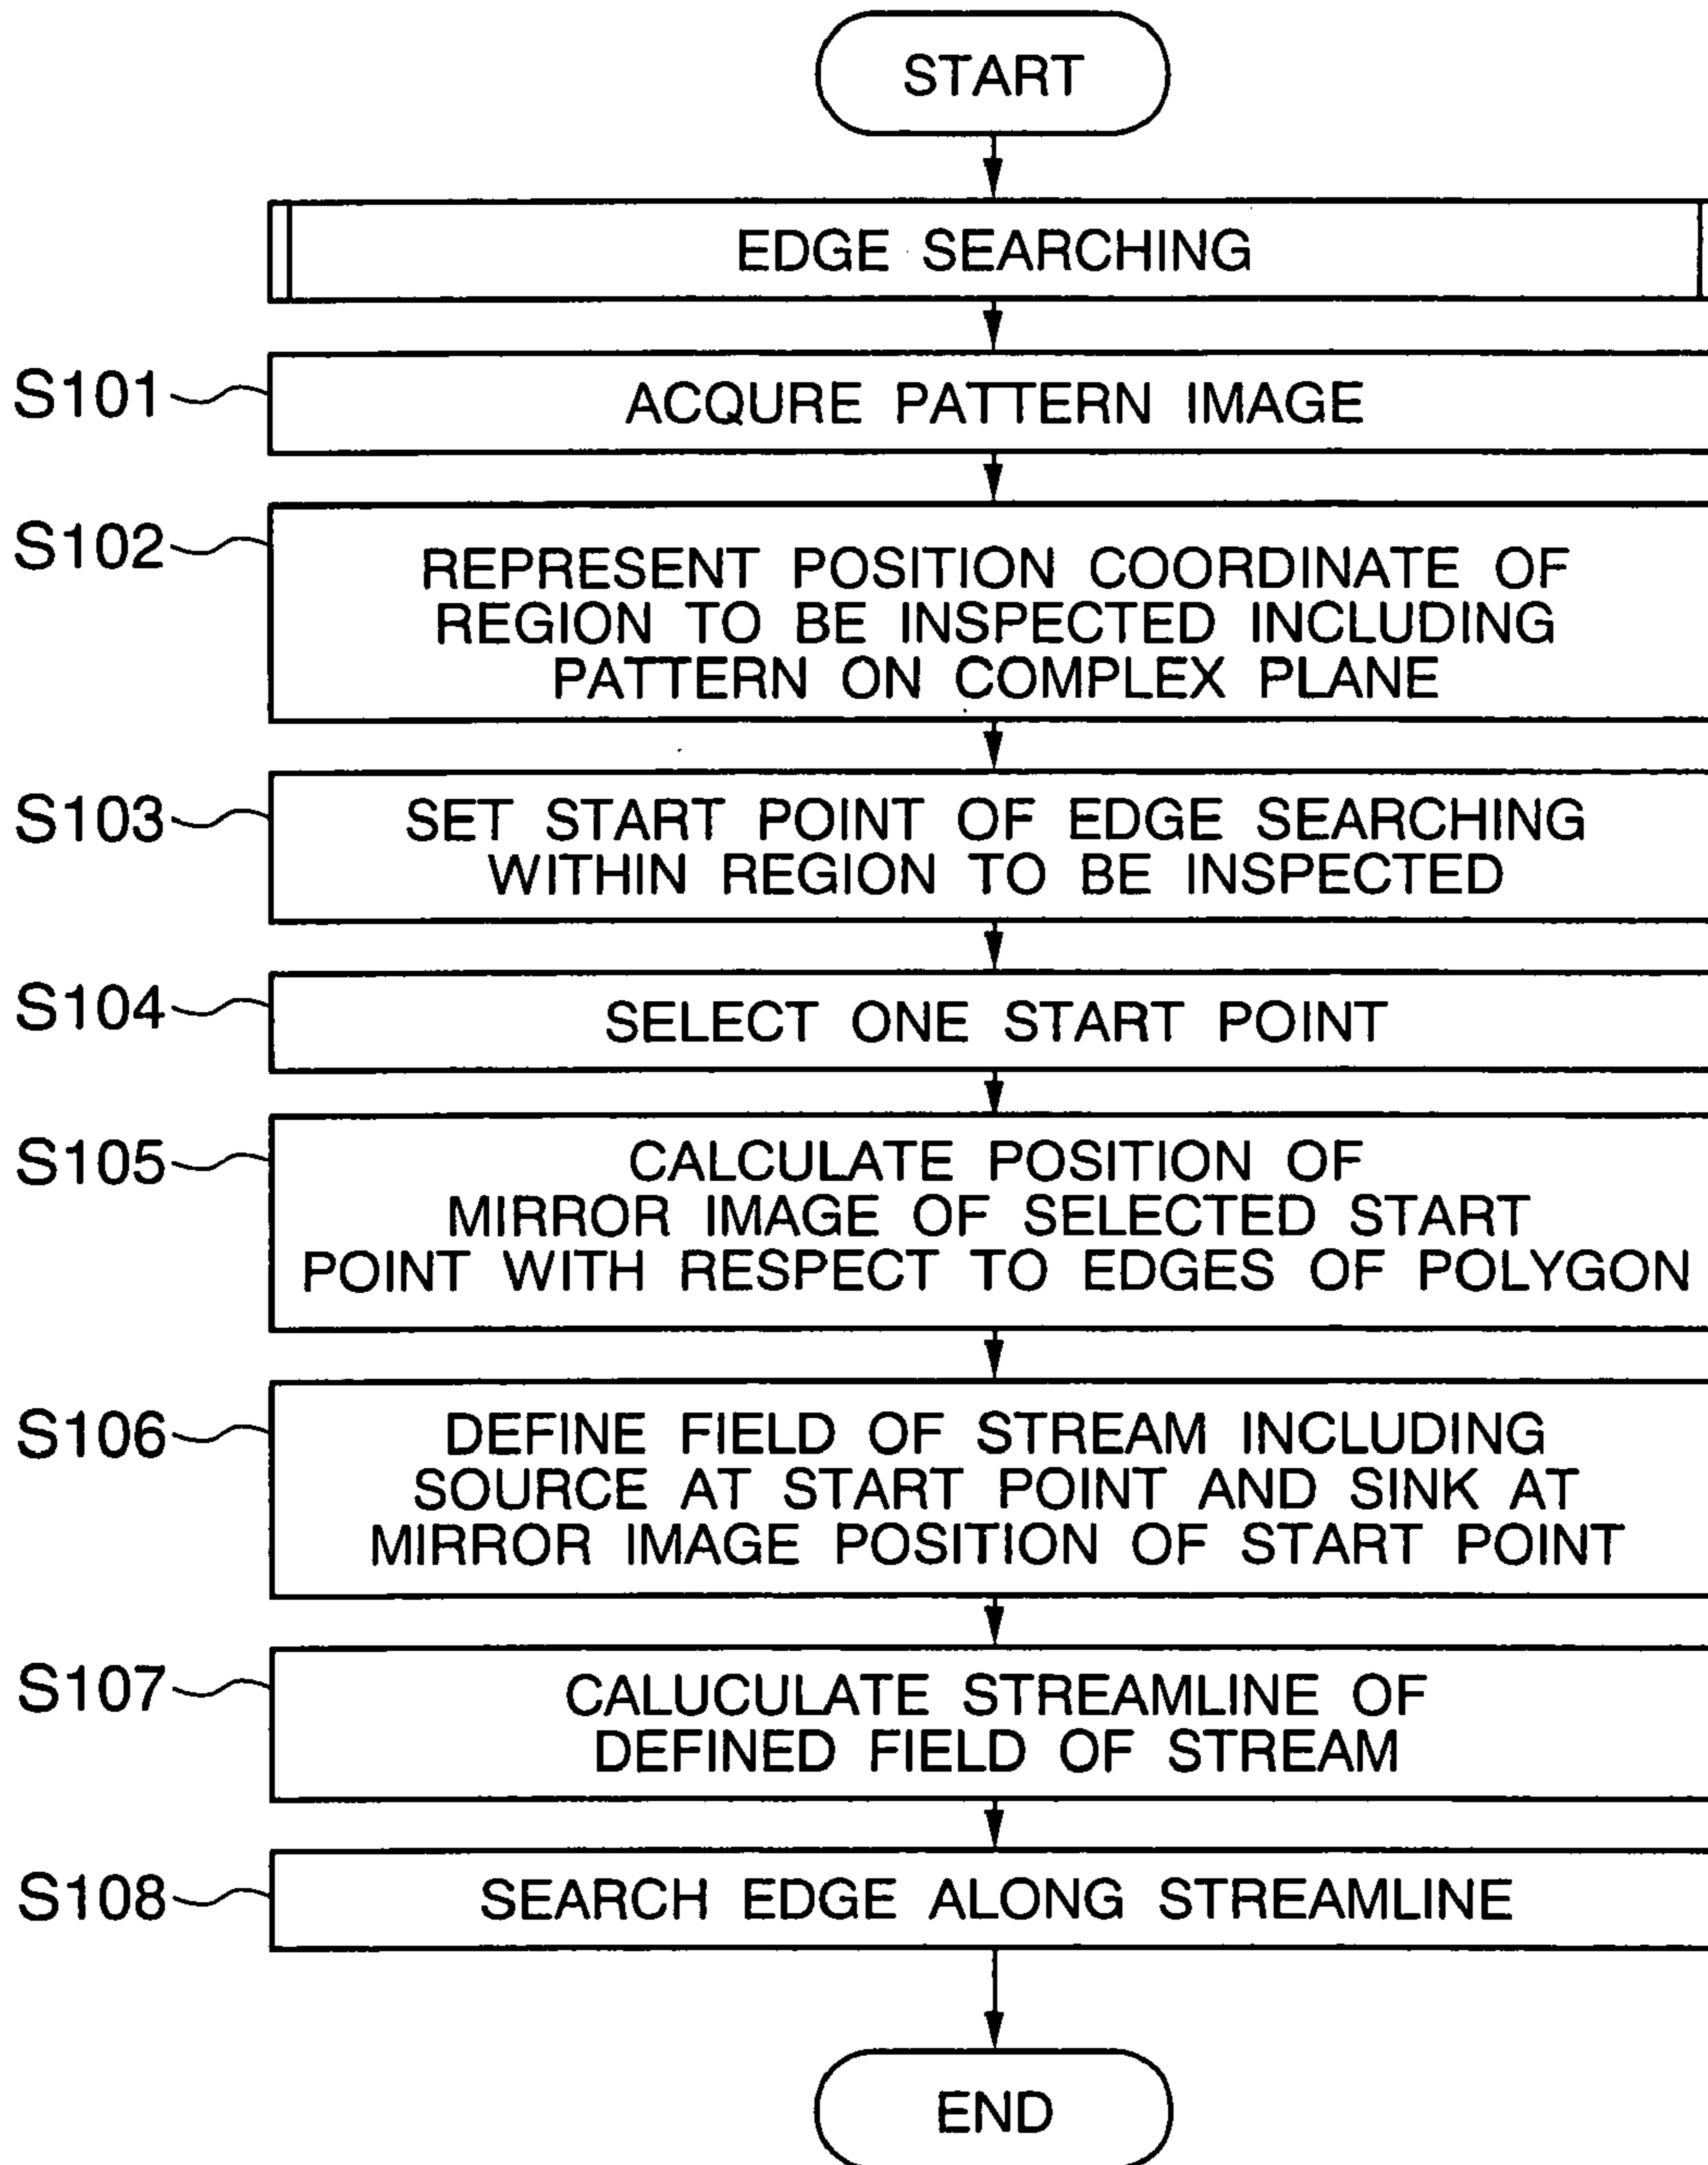 START
EDGE SEARCHING
S101
ACQURE PATTERN IMAGE
S102
REPRESENT POSITION COORDINATE OF
REGION TO BE INSPECTED INCLUDING
PATTERN ON COMPLEX PLANE
S103
SET START POINT OF EDGE SEARCHING
WITHIN REGION TO BE INSPECTED
S104
SELECT ONE START POINT
S105
CALCULATE POSITION OF
MIRROR IMAGE OF SELECTED START
POINT WITH RESPECT TO EDGES OF POLYGON
S106
DEFINE FIELD OF STREAM INCLUDING
SOURCE AT START POINT AND SINK AT
MIRROR IMAGE POSITION OF START POINT
S107
CALUCULATE STREAMLINE OF
DEFINED FIELD OF STREAM
S108
SEARCH EDGE ALONG STREAMLINE
END